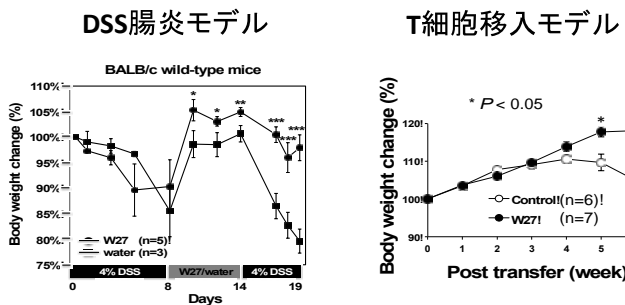 DSS腸炎モデル
BALB/c wild-type mice
Body weight change (%)
110%
105%
100%
95%
90%
85%
80%
75%
*
*
**
***
***
***
W27 (n=5)!
water (n=3)
4% DSS
W27/water
4% DSS
0
8
14
19
Days
T細胞移入モデル
Body weight change (%)
120!
110!
100!
90!
* P < 0.05
*
Control! (n=6)!
W27! (n=7)
0 1 2 3 4 5
Post transfer (week)